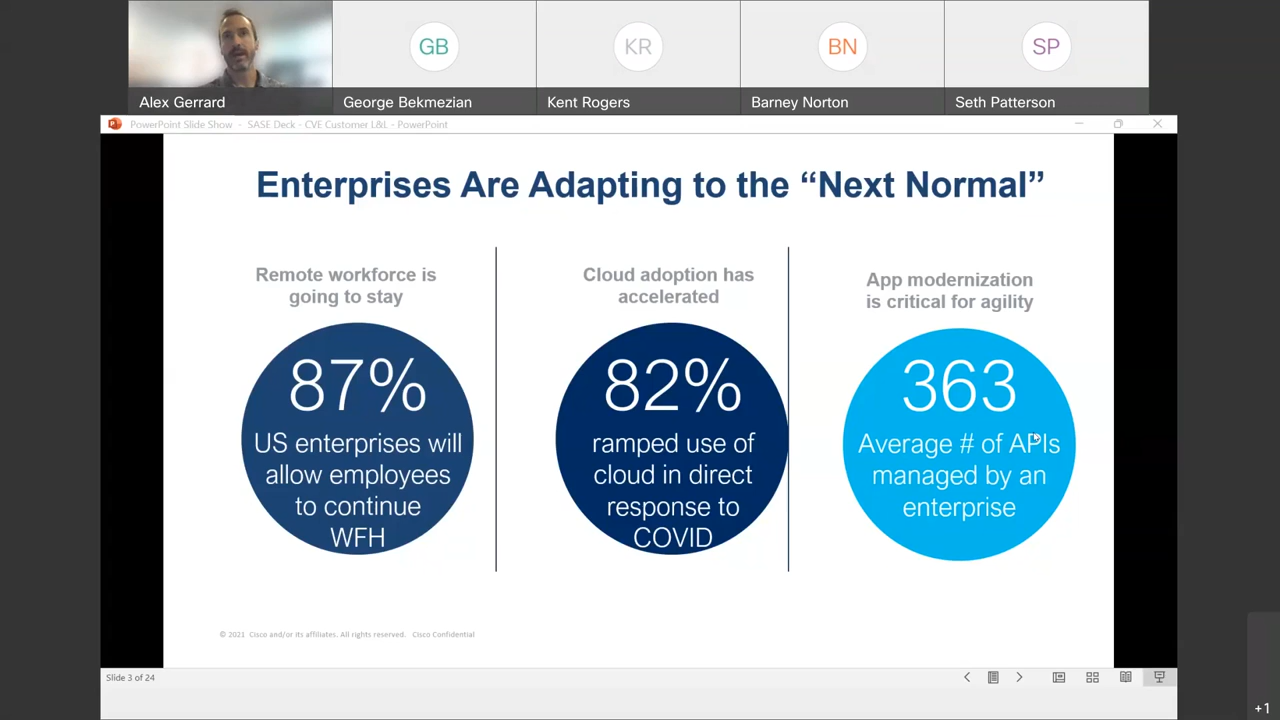 GB
KR
BN
SP
Alex Gerrard
George Bekmezian
Kent Rogers
Barney Norton
Seth Patterson
PowerPoint Slide Show - SASE Deck - CVE Customer L&L - PowerPoint
Enterprises Are Adapting to the “Next Normal”
Remote workforce is
going to stay
87%
US enterprises will
allow employees
to continue
WFH
Cloud adoption has
accelerated
82%
ramped use of
cloud in direct
response to
COVID
App modernization
is critical for agility
363
Average # of APIs
managed by an
enterprise
© 2021 Cisco and/or its affiliates. All rights reserved. Cisco Confidential
Slide 3 of 24
+1